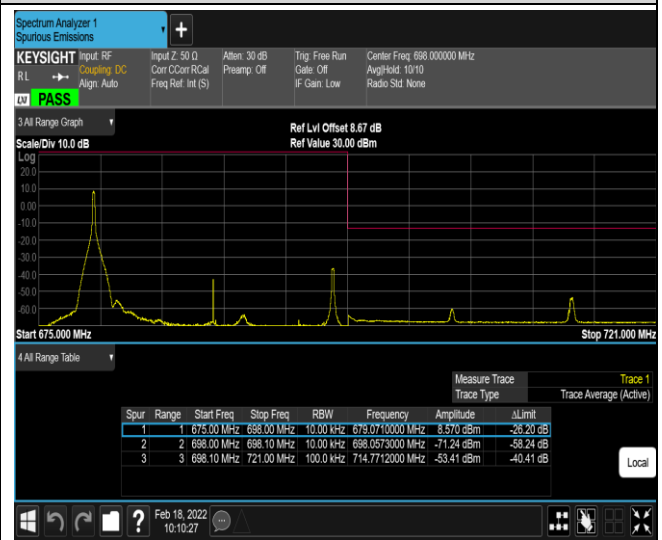 Spectrum Analyzer 1
Spurious Emissions
+
KEYSIGHT Input: RF Input Z: 50 Ω Atten: 30 dB Trig: Free Run Center Freq: 698.000000 MHz
R L Coupling: DC Corr CCorr RCal Preamp: Off Gate: Off Avg|Hold: 10/10
Align: Auto Freq Ref: Int (S) IF Gain: Low Radio Std: None
LXI PASS
3 All Range Graph
Ref Lvl Offset 8.67 dB
Scale/Div 10.0 dB Ref Value 30.00 dBm
Log
20.0
10.0
0.00
-10.0
-20.0
-30.0
-40.0
-50.0
-60.0
Start 675.000 MHz Stop 721.000 MHz
4 All Range Table
Measure Trace Trace 1
Trace Type Trace Average (Active)
Spur Range Start Freq Stop Freq RBW Frequency Amplitude ΔLimit
1 1 675.00 MHz 698.00 MHz 10.00 kHz 679.0710000 MHz 8.570 dBm -26.20 dB
2 2 698.00 MHz 698.10 MHz 10.00 kHz 698.0573000 MHz -71.24 dBm -58.24 dB
3 3 698.10 MHz 721.00 MHz 100.0 kHz 714.7712000 MHz -53.41 dBm -40.41 dB
Local
? Feb 18, 2022
10:10:27